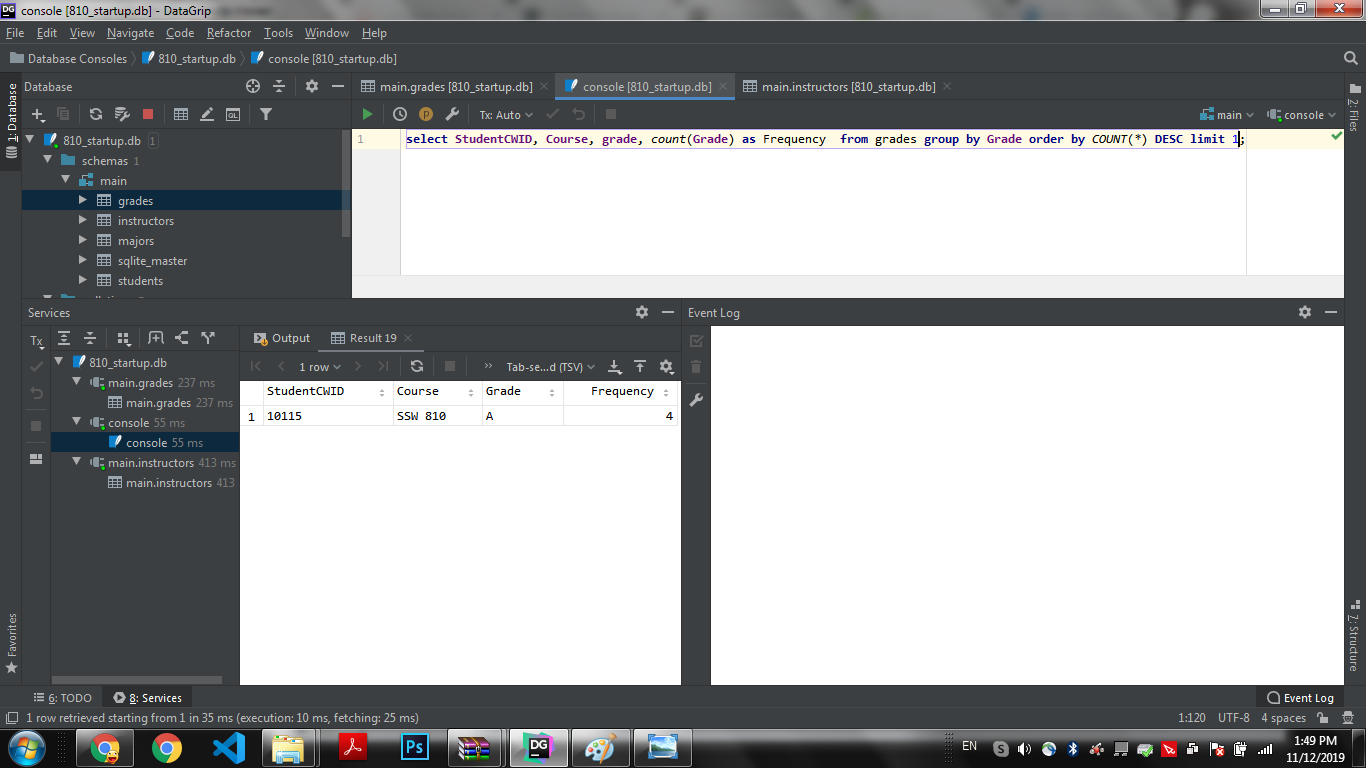 console [810_startup.db] - DataGrip
File Edit View Navigate Code Refactor Tools Window Help
Database Consoles 810_startup.db console [810_startup.db]
1: Database
Database
main.grades [810_startup.db] console [810_startup.db] main.instructors [810_startup.db]
2: Files
Tx: Auto main console
810_startup.db 1
schemas 1
main
grades
instructors
majors
sqlite_master
students
1 select StudentCWID, Course, grade, count(Grade) as Frequency  from grades group by Grade order by COUNT(*) DESC limit 1;
Services
Event Log
Tx
Output Result 19
1 row Tab-se...d (TSV)
810_startup.db
main.grades 237 ms
main.grades 237 ms
console 55 ms
console 55 ms
main.instructors 413 ms
main.instructors 413
StudentCWID Course Grade Frequency
1 10115 SSW 810 A 4
Favorites
7: Structure
6: TODO 8: Services Event Log
1 row retrieved starting from 1 in 35 ms (execution: 10 ms, fetching: 25 ms) 1:120 UTF-8 4 spaces
Ps
DG
EN
1:49 PM
11/12/2019